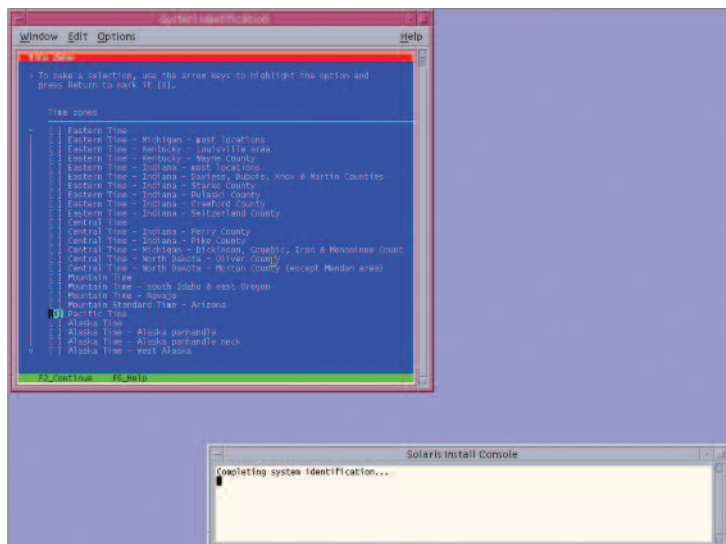 System Identification
Window Edit Options Help
Time Zone
> To make a selection, use the arrow keys to highlight the option and
press Return to mark it [X].
Time zones
^ [ ] Eastern Time
[ ] Eastern Time - Michigan - most locations
[ ] Eastern Time - Kentucky - Louisville area
[ ] Eastern Time - Kentucky - Wayne County
[ ] Eastern Time - Indiana - most locations
[ ] Eastern Time - Indiana - Daviess, Dubois, Knox & Martin Counties
[ ] Eastern Time - Indiana - Starke County
[ ] Eastern Time - Indiana - Pulaski County
[ ] Eastern Time - Indiana - Crawford County
[ ] Eastern Time - Indiana - Switzerland County
[ ] Central Time
[ ] Central Time - Indiana - Perry County
[ ] Central Time - Indiana - Pike County
[ ] Central Time - Michigan - Dickinson, Gogebic, Iron & Menominee Count
[ ] Central Time - North Dakota - Oliver County
[ ] Central Time - North Dakota - Morton County (except Mandan area)
[ ] Mountain Time
[ ] Mountain Time - south Idaho & east Oregon
[ ] Mountain Time - Navajo
[ ] Mountain Standard Time - Arizona
[X] Pacific Time
[ ] Alaska Time
[ ] Alaska Time - Alaska panhandle
[ ] Alaska Time - Alaska panhandle neck
v [ ] Alaska Time - west Alaska
F2_Continue F6_Help
Solaris Install Console
Completing system identification...